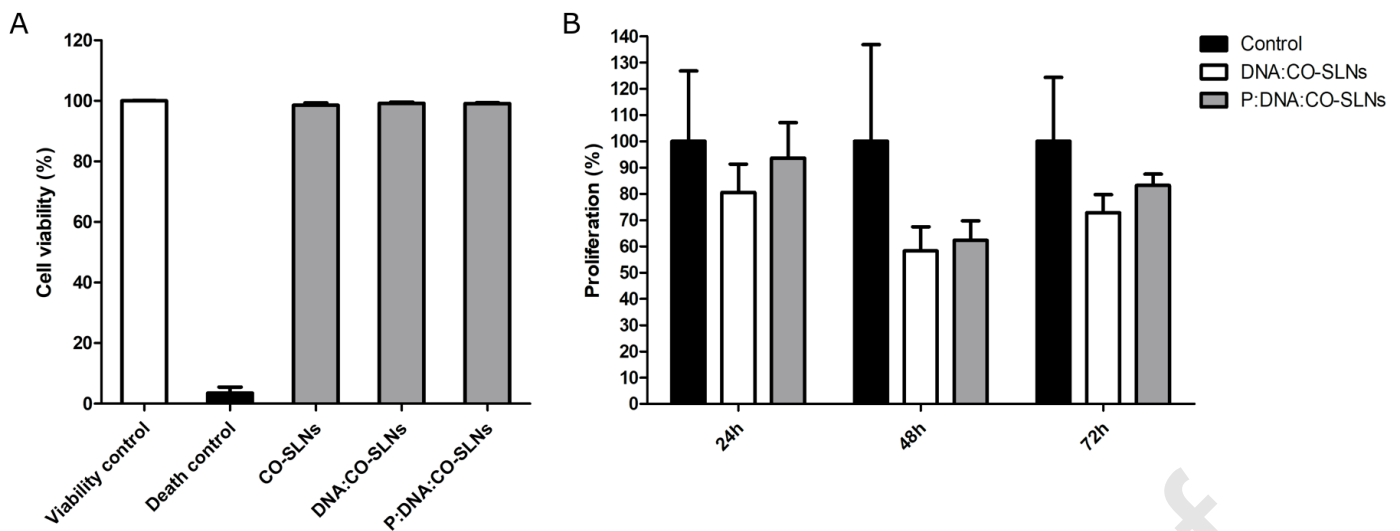 A
Cell viability (%)
120
100
80
60
40
20
0
Viability control
Death control
CO-SLNs
DNA:CO-SLNs
P:DNA:CO-SLNs
B
Proliferation (%)
140
130
120
110
100
90
80
70
60
50
40
30
20
10
0
24h
48h
72h
Control
DNA:CO-SLNs
P:DNA:CO-SLNs
f